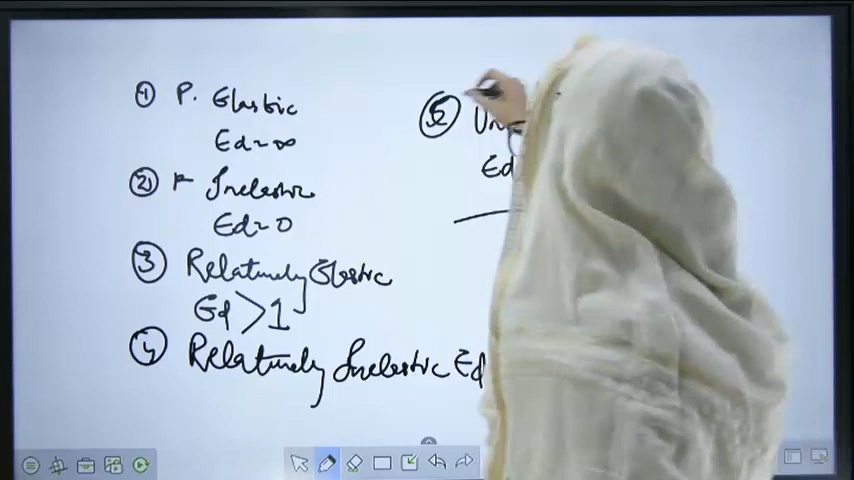 ① P. Elastic
Ed=∞
② P Inelastic
Ed=0
③ Relatively Elastic
Ed>1
④ Relatively Inelastic Ed
⑤ Un
Ed